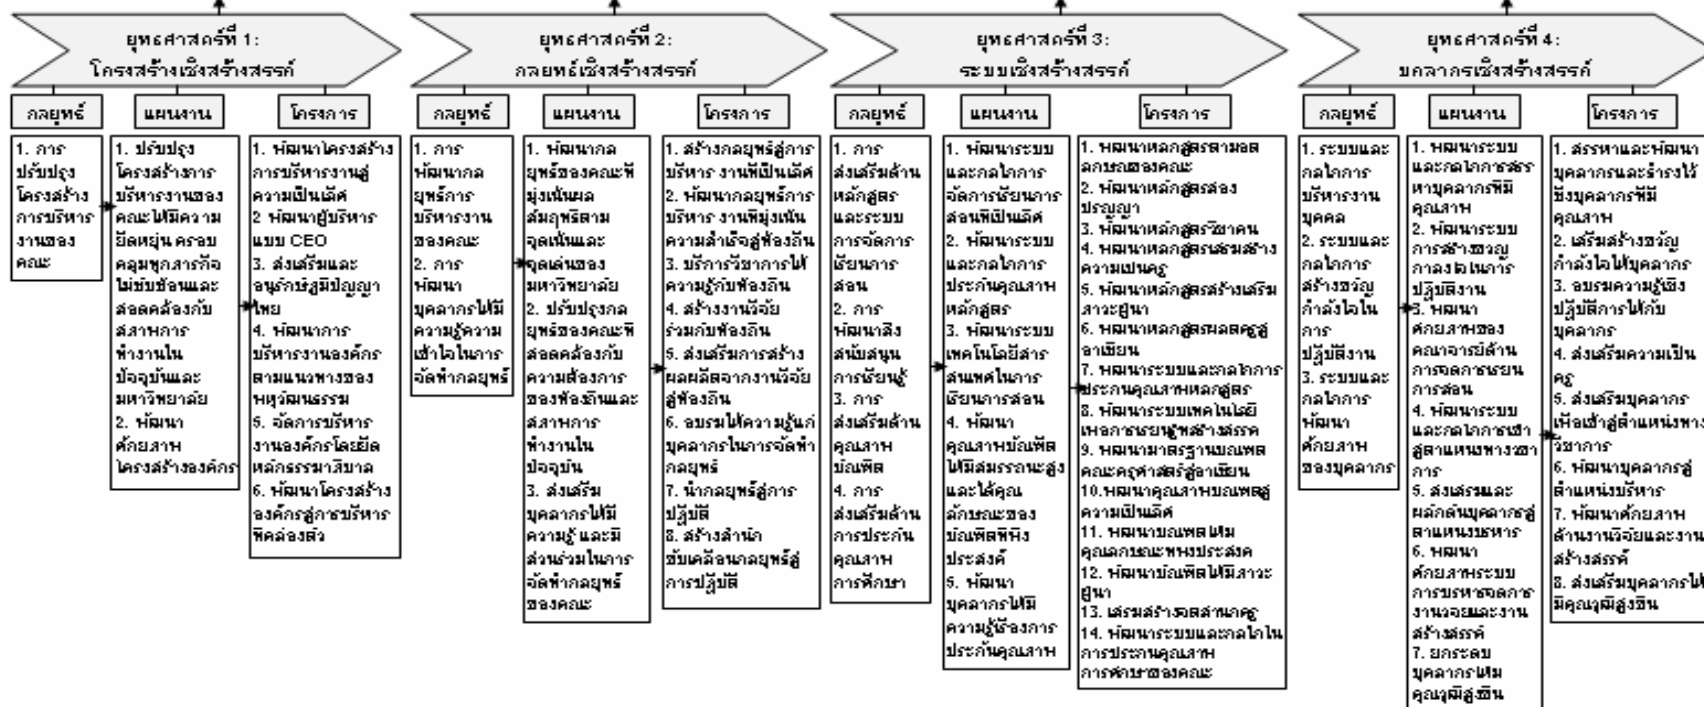 ยุทธศาสตร์ที่ 1:
โครงสร้างเชิงสร้างสรรค์
กลยุทธ์
แผนงาน
โครงการ
1. การ
ปรับปรุง
โครงสร้าง
การบริหาร
งานของ
คณะ
1. ปรับปรุง
โครงสร้างการ
บริหารงานของ
คณะให้มีความ
ยืดหยุ่น ครอบ
คลุมทุกภารกิจ
ไม่ซับซ้อนและ
สอดคล้องกับ
สภาพการ
ทำงานใน
ปัจจุบันและ
มหาวิทยาลัย
2. พัฒนา
ศักยภาพ
โครงสร้างองค์กร
1. พัฒนาโครงสร้าง
การบริหารงานสู่
ความเป็นเลิศ
2 พัฒนาผู้บริหาร
แบบ CEO
3. ส่งเสริมและ
อนุรักษ์ภูมิปัญญา
ไทย
4. พัฒนาการ
บริหารงานองค์กร
ตามแนวทางของ
พหุวัฒนธรรม
5. จัดการบริหาร
งานองค์กรโดยยึด
หลักธรรมาภิบาล
6. พัฒนาโครงสร้าง
องค์กรสู่การบริหาร
ที่คล่องตัว
ยุทธศาสตร์ที่ 2:
กลยุทธ์เชิงสร้างสรรค์
กลยุทธ์
แผนงาน
โครงการ
1. การ
พัฒนากล
ยุทธ์การ
บริหารงาน
ของคณะ
2. การ
พัฒนา
บุคลากรให้มี
ความรู้ความ
เข้าใจในการ
จัดทำกลยุทธ์
1. พัฒนากล
ยุทธ์ของคณะที่
มุ่งเน้นผล
สัมฤทธิ์ตาม
จุดเน้นและ
จุดเด่นของ
มหาวิทยาลัย
2. ปรับปรุงกล
ยุทธ์ของคณะที่
สอดคล้องกับ
ความต้องการ
ของท้องถิ่นและ
สภาพการ
ทำงานใน
ปัจจุบัน
3. ส่งเสริม
บุคลากรให้มี
ความรู้ และมี
ส่วนร่วมในการ
จัดทำกลยุทธ์
ของคณะ
1. สร้างกลยุทธ์สู่การ
บริหาร งานที่เป็นเลิศ
2. พัฒนากลยุทธ์การ
บริหาร งานที่มุ่งเน้น
ความสำเร็จสู่ท้องถิ่น
3. บริการวิชาการให้
ความรู้กับท้องถิ่น
4. สร้างงานวิจัย
ร่วมกับท้องถิ่น
5. ส่งเสริมการสร้าง
ผลผลิตจากงานวิจัย
สู่ท้องถิ่น
6. อบรมให้ความรู้แก่
บุคลากรในการจัดทำ
กลยุทธ์
7. นำกลยุทธ์สู่การ
ปฏิบัติ
8. สร้างสำนัก
ขับเคลื่อนกลยุทธ์สู่
การปฏิบัติ
ยุทธศาสตร์ที่ 3:
ระบบเชิงสร้างสรรค์
กลยุทธ์
แผนงาน
โครงการ
1. การ
ส่งเสริมด้าน
หลักสูตร
และระบบ
การจัดการ
เรียนการ
สอน
2. การ
พัฒนาสิ่ง
สนับสนุน
การเรียนรู้
3. การ
ส่งเสริมด้าน
คุณภาพ
บัณฑิต
4. การ
ส่งเสริมด้าน
การประกัน
คุณภาพ
การศึกษา
1. พัฒนาระบบ
และกลไกการ
จัดการเรียนการ
สอนที่เป็นเลิศ
2. พัฒนาระบบ
และกลไกการ
ประกันคุณภาพ
หลักสูตร
3. พัฒนาระบบ
เทคโนโลยีสาร
สนเทศในการ
เรียนการสอน
4. พัฒนา
คุณภาพบัณฑิต
ให้มีสมรรถนะสูง
และได้คุณ
ลักษณะของ
บัณฑิตที่พึง
ประสงค์
5. พัฒนา
บุคลากรให้มี
ความรู้เรื่องการ
ประกันคุณภาพ
1. พัฒนาหลักสูตรตามอัต
ลักษณ์ของคณะ
2. พัฒนาหลักสูตรสอง
ปริญญา
3. พัฒนาหลักสูตรวิชาคน
4. พัฒนาหลักสูตรเสริมสร้าง
ความเป็นครู
5. พัฒนาหลักสูตรสร้างเสริม
ภาวะผู้นำ
6. พัฒนาหลักสูตรผลิตครูสู่
อาเซียน
7. พัฒนาระบบและกลไกการ
ประกันคุณภาพหลักสูตร
8. พัฒนาระบบเทคโนโลยี
เพื่อการเรียนรู้ที่สร้างสรรค์
9. พัฒนามาตรฐานบัณฑิต
คณะครุศาสตร์สู่อาเซียน
10.พัฒนาคุณภาพบัณฑิตสู่
ความเป็นเลิศ
11. พัฒนาบัณฑิตให้มี
คุณลักษณะที่พึงประสงค์
12. พัฒนาบัณฑิตให้มีภาวะ
ผู้นำ
13. เสริมสร้างจิตสำนึกครู
14. พัฒนาระบบและกลไกใน
การประกันคุณภาพ
การศึกษาของคณะ
ยุทธศาสตร์ที่ 4:
บุคลากรเชิงสร้างสรรค์
กลยุทธ์
แผนงาน
โครงการ
1. ระบบและ
กลไกการ
บริหารงาน
บุคคล
2. ระบบและ
กลไกการ
สร้างขวัญ
กำลังใจใน
การ
ปฏิบัติงาน
3. ระบบและ
กลไกการ
พัฒนา
ศักยภาพ
ของบุคลากร
1. พัฒนาระบบ
และกลไกการสรร
หาบุคลากรที่มี
คุณภาพ
2. พัฒนาระบบ
การสร้างขวัญ
กำลังใจในการ
ปฏิบัติงาน
3. พัฒนา
ศักยภาพของ
คณาจารย์ด้าน
การจัดการเรียน
การสอน
4. พัฒนาระบบ
และกลไกการเข้า
สู่ตำแหน่งทางวิชา
การ
5. ส่งเสริมและ
ผลักดันบุคลากรสู่
ตำแหน่งบริหาร
6. พัฒนา
ศักยภาพระบบ
การบริหารจัดการ
งานวิจัยและงาน
สร้างสรรค์
7. ยกระดับ
บุคลากรให้มี
คุณวุฒิสูงขึ้น
1. สรรหาและพัฒนา
บุคลากรและธำรงไว้
ซึ่งบุคลากรที่มี
คุณภาพ
2. เสริมสร้างขวัญ
กำลังใจให้บุคลากร
3. อบรมความรู้เชิง
ปฏิบัติการให้กับ
บุคลากร
4. ส่งเสริมความเป็น
ครู
5. ส่งเสริมบุคลากร
เพื่อเข้าสู่ตำแหน่งทาง
วิชาการ
6. พัฒนาบุคลากรสู่
ตำแหน่งบริหาร
7. พัฒนาศักยภาพ
ด้านงานวิจัยและงาน
สร้างสรรค์
8. ส่งเสริมบุคลากรให้
มีคุณวุฒิสูงขึ้น